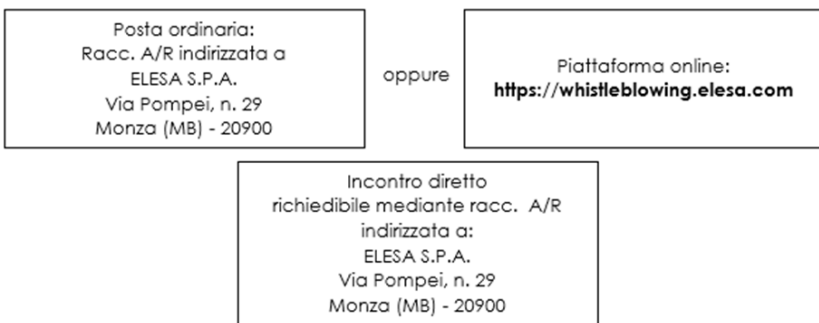 Posta ordinaria:
Racc. A/R indirizzata a
ELESA S.P.A.
Via Pompei, n. 29
Monza (MB) - 20900
oppure
Piattaforma online:
https://whistleblowing.elesa.com
Incontro diretto
richiedibile mediante racc. A/R
indirizzata a:
ELESA S.P.A.
Via Pompei, n. 29
Monza (MB) - 20900